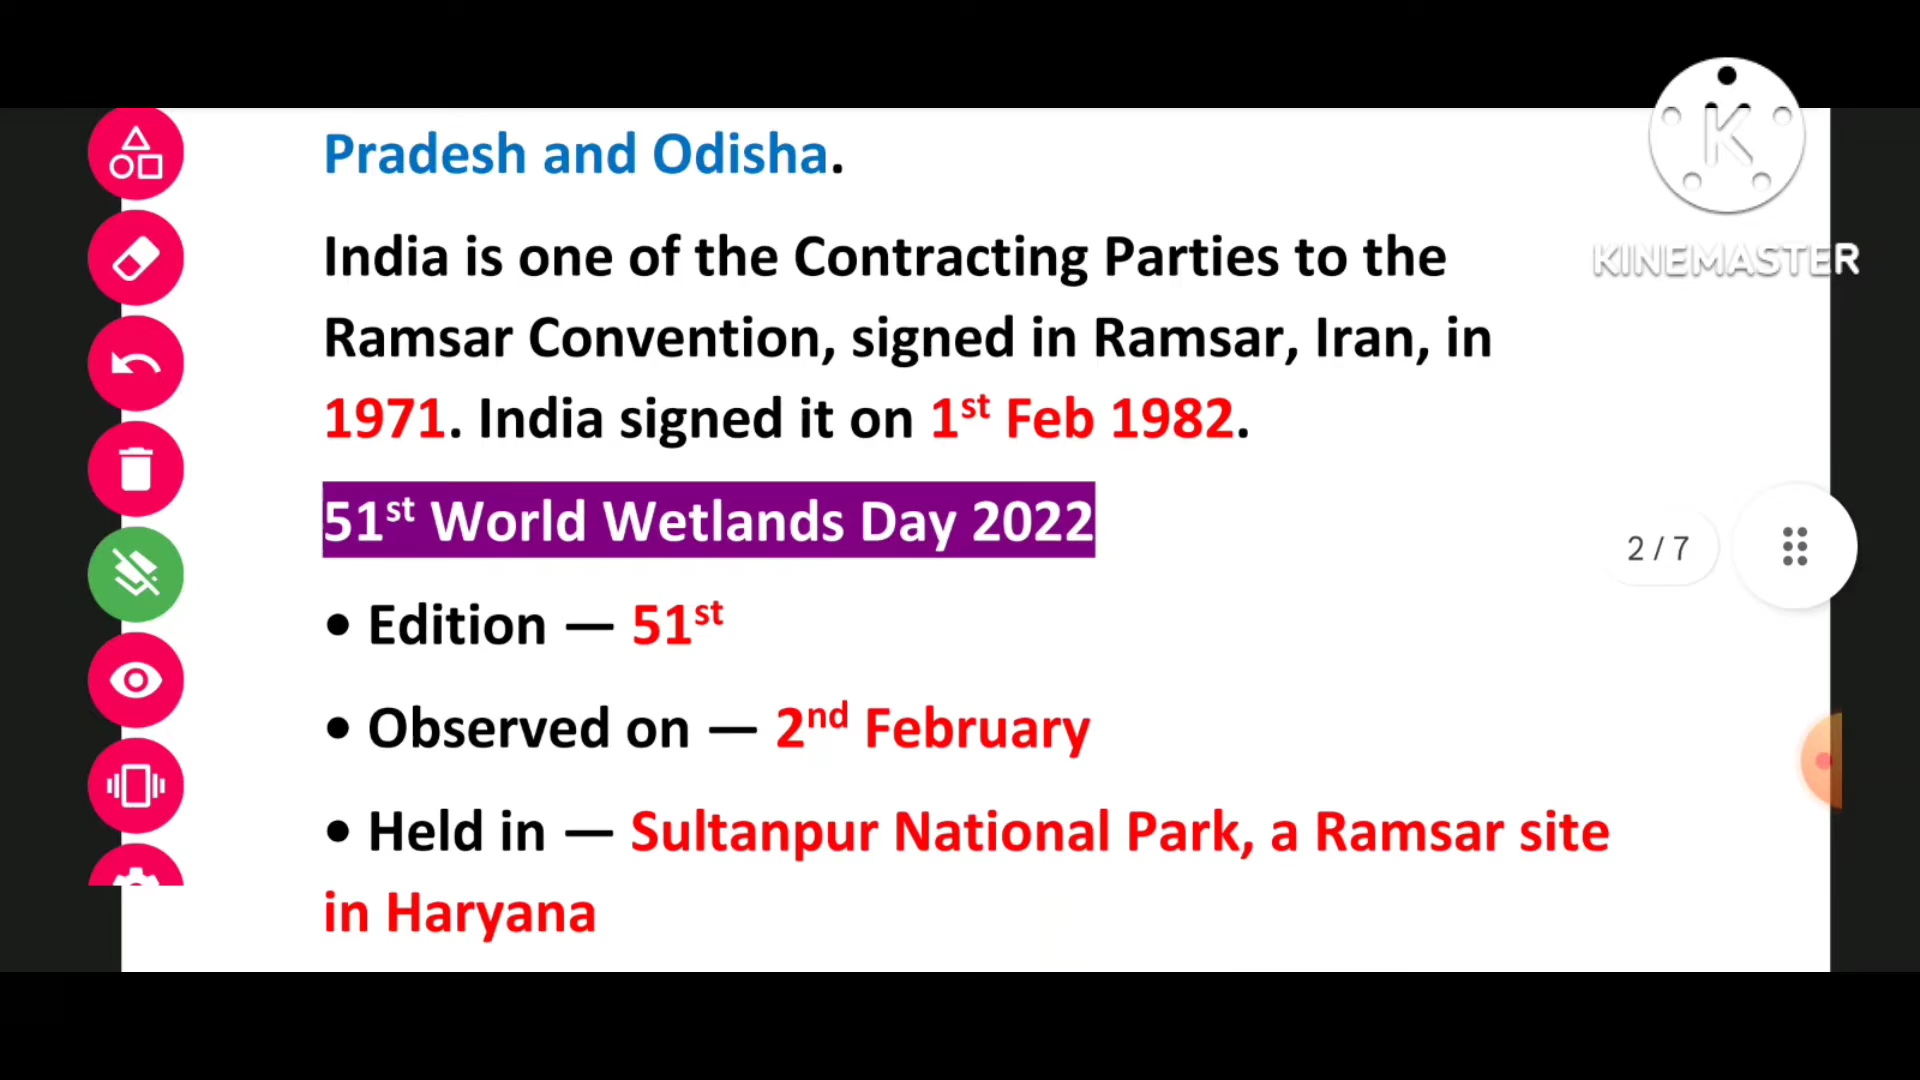 Pradesh and Odisha.
India is one of the Contracting Parties to the
Ramsar Convention, signed in Ramsar, Iran, in
1971. India signed it on 1st Feb 1982.
51st World Wetlands Day 2022
• Edition — 51st
• Observed on — 2nd February
• Held in — Sultanpur National Park, a Ramsar site
in Haryana
K
KINEMASTER
2 / 7